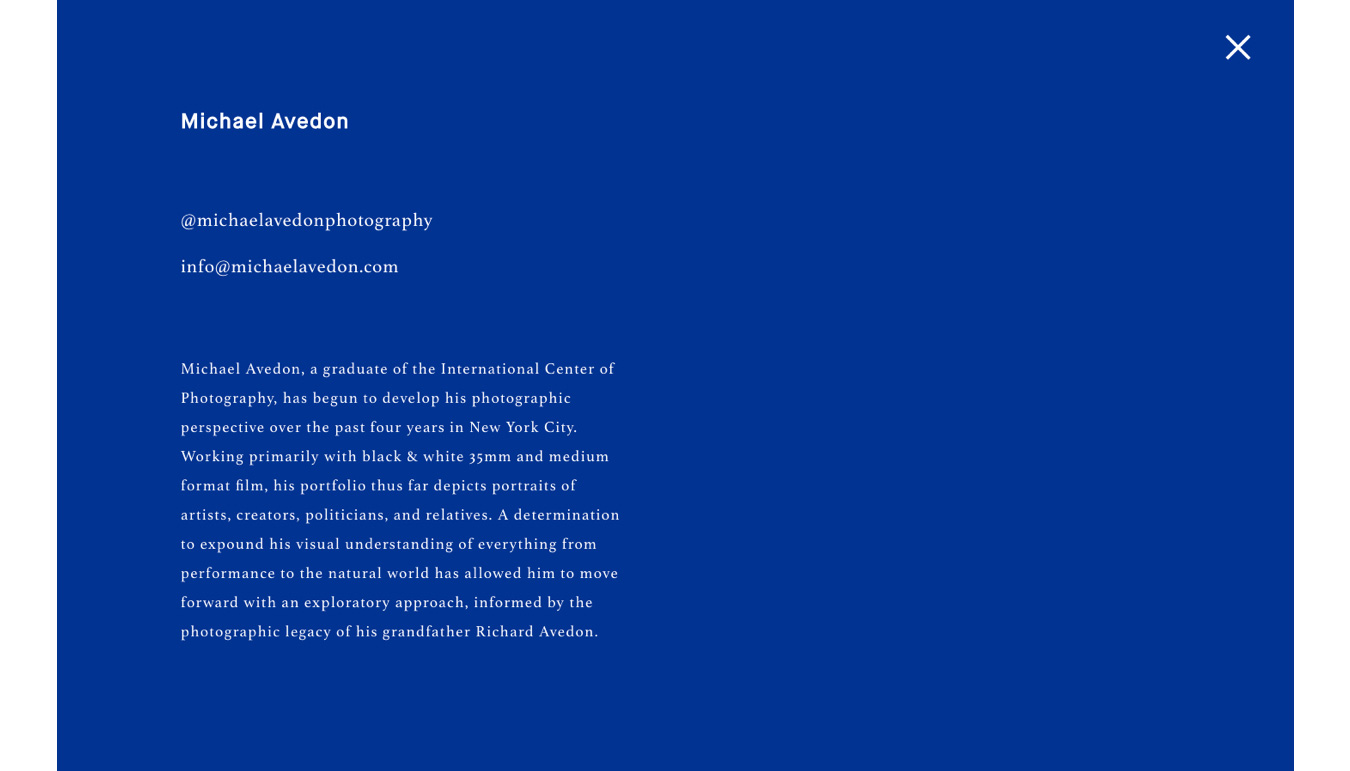 Michael Avedon
@michaelavedonphotography
info@michaelavedon.com
Michael Avedon, a graduate of the International Center of
Photography, has begun to develop his photographic
perspective over the past four years in New York City.
Working primarily with black & white 35mm and medium
format film, his portfolio thus far depicts portraits of
artists, creators, politicians, and relatives. A determination
to expound his visual understanding of everything from
performance to the natural world has allowed him to move
forward with an exploratory approach, informed by the
photographic legacy of his grandfather Richard Avedon.